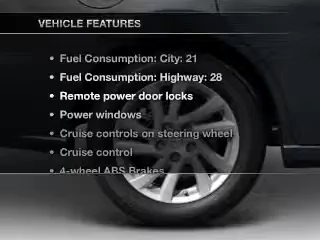 VEHICLE FEATURES
• Fuel Consumption: City: 21
• Fuel Consumption: Highway: 28
• Remote power door locks
• Power windows
• Cruise controls on steering wheel
• Cruise control
• 4-wheel ABS Brakes